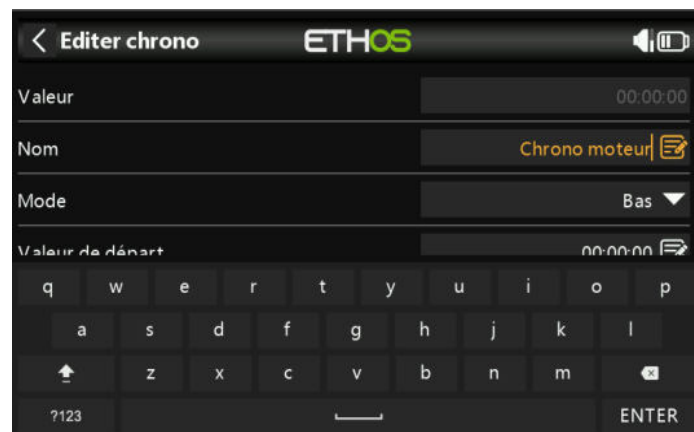 Editer chrono ETHOS
Valeur 00:00:00
Nom Chrono moteur
Mode Bas
Valeur de départ 00:00:00
q w e r t y u i o p
a s d f g h j k l
z x c v b n m
?123 ENTER